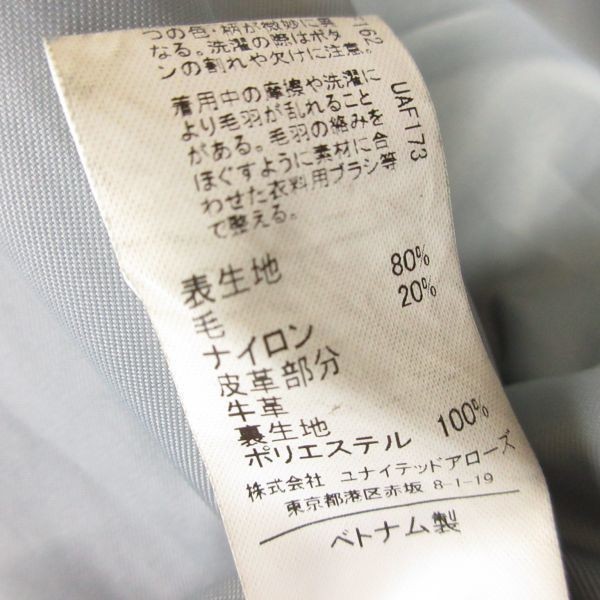 つの色・柄が微妙に異
なる。洗濯の際はボタ
ンの割れや欠けに注意。
着用中の摩擦や洗濯に
より毛羽が乱れること
がある。毛羽の絡みを
ほぐすように素材に合
わせた衣料用ブラシ等
で整える。
162
UAF173
表生地
毛 80%
ナイロン 20%
皮革部分
牛革
裏生地
ポリエステル 100%
株式会社 ユナイテッドアローズ
東京都港区赤坂 8-1-19
ベトナム製